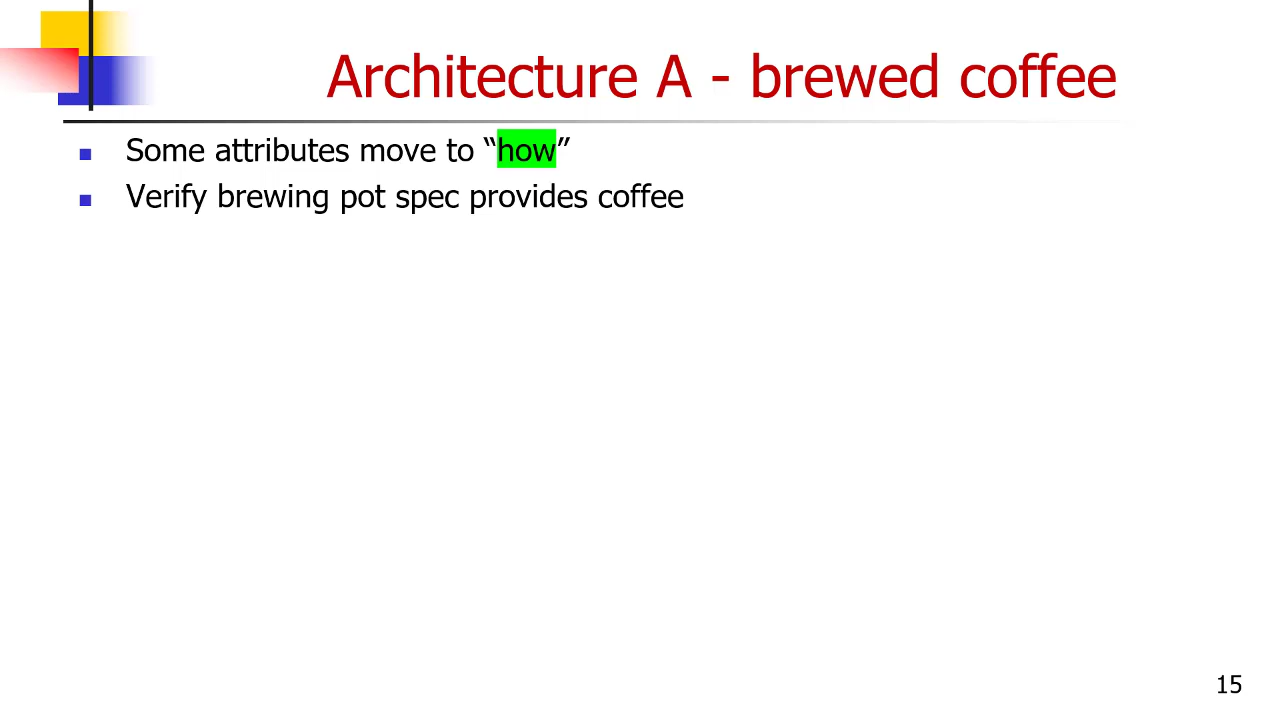 Architecture A - brewed coffee
Some attributes move to “how”
Verify brewing pot spec provides coffee
15